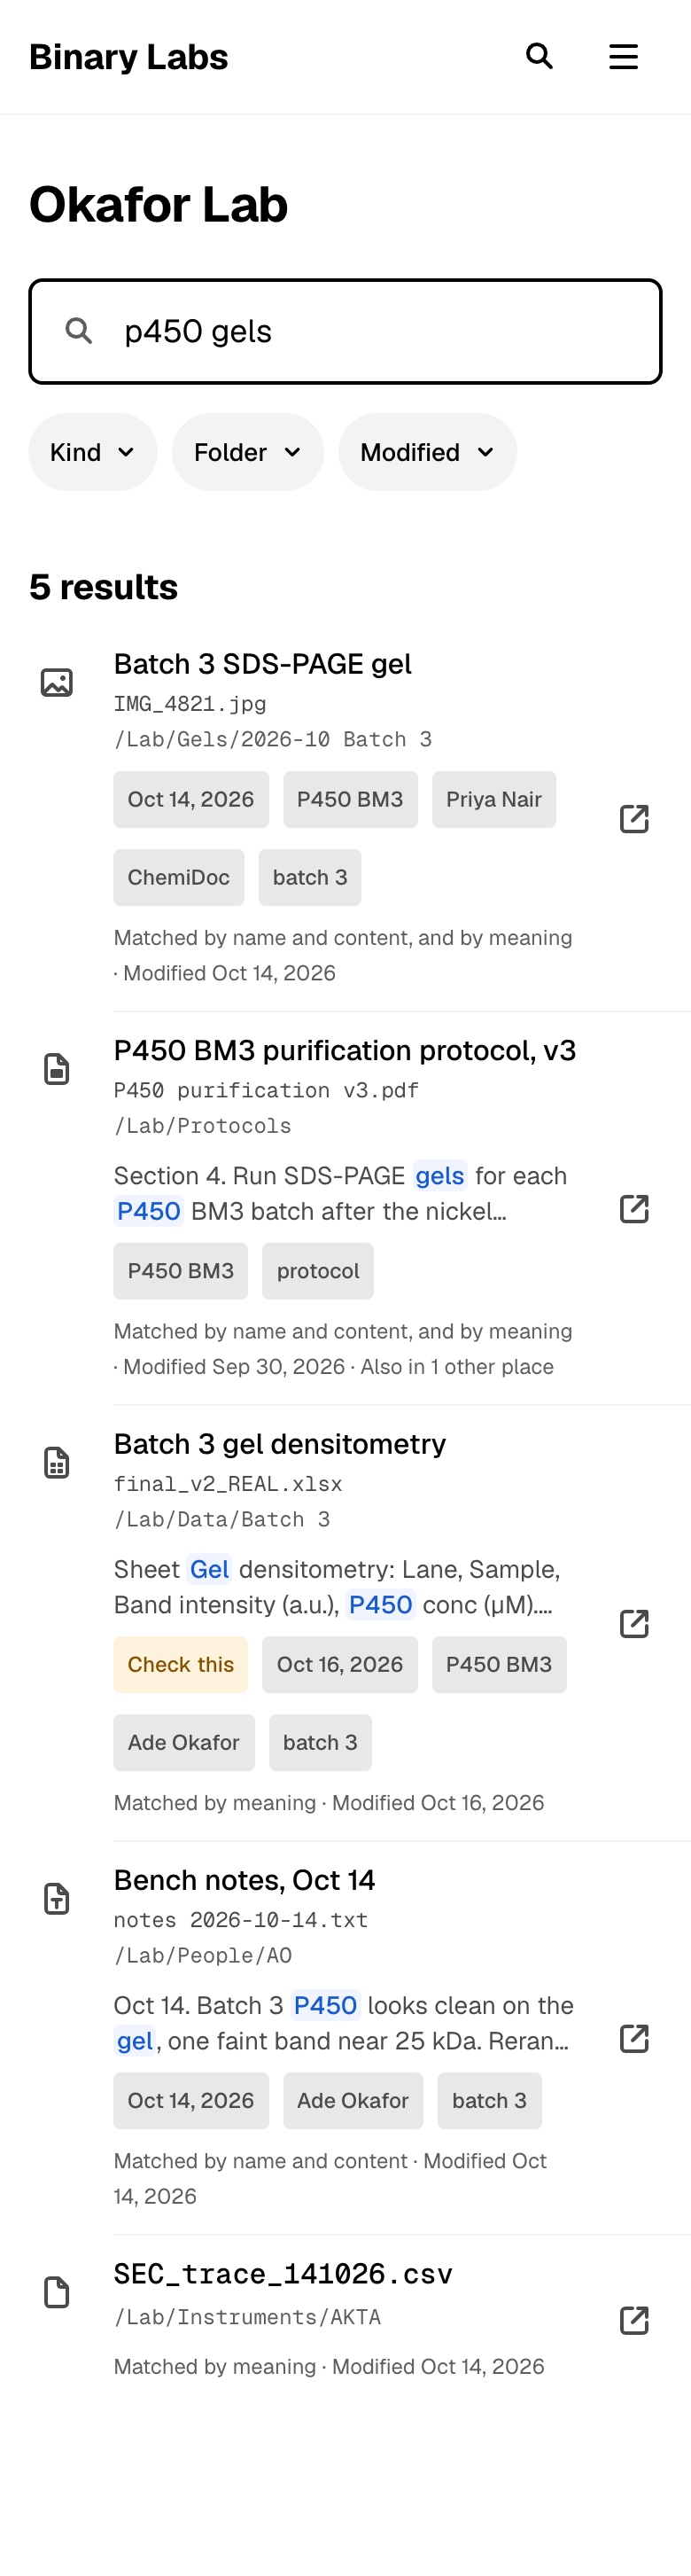 Binary Labs
Okafor Lab
p450 gels
Kind
Folder
Modified
5 results
Batch 3 SDS-PAGE gel
IMG_4821.jpg
/Lab/Gels/2026-10 Batch 3
Oct 14, 2026
P450 BM3
Priya Nair
ChemiDoc
batch 3
Matched by name and content, and by meaning
· Modified Oct 14, 2026
P450 BM3 purification protocol, v3
P450 purification v3.pdf
/Lab/Protocols
Section 4. Run SDS-PAGE gels for each
P450 BM3 batch after the nickel…
P450 BM3
protocol
Matched by name and content, and by meaning
· Modified Sep 30, 2026 · Also in 1 other place
Batch 3 gel densitometry
final_v2_REAL.xlsx
/Lab/Data/Batch 3
Sheet Gel densitometry: Lane, Sample,
Band intensity (a.u.), P450 conc (µM).…
Check this
Oct 16, 2026
P450 BM3
Ade Okafor
batch 3
Matched by meaning · Modified Oct 16, 2026
Bench notes, Oct 14
notes 2026-10-14.txt
/Lab/People/AO
Oct 14. Batch 3 P450 looks clean on the
gel, one faint band near 25 kDa. Reran…
Oct 14, 2026
Ade Okafor
batch 3
Matched by name and content · Modified Oct
14, 2026
SEC_trace_141026.csv
/Lab/Instruments/AKTA
Matched by meaning · Modified Oct 14, 2026